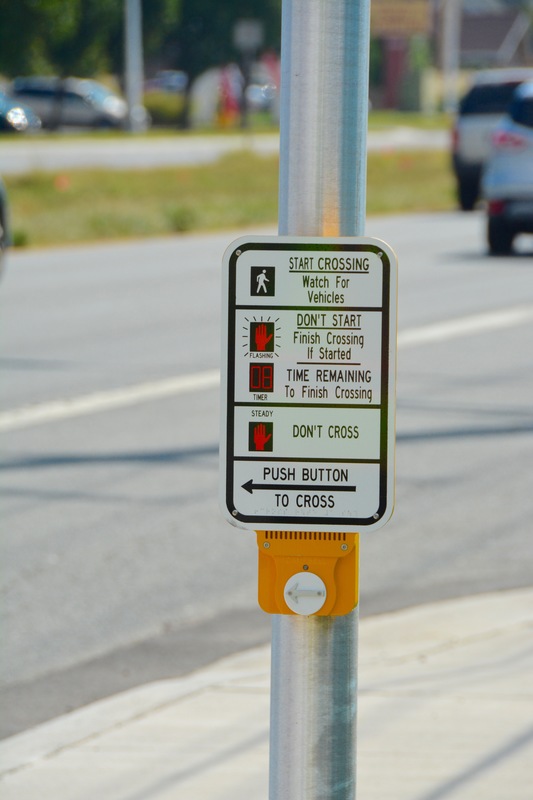 START CROSSING
Watch For
Vehicles
DON'T START
Finish Crossing
If Started
FLASHING
08
TIMER
TIME REMAINING
To Finish Crossing
STEADY
DON'T CROSS
PUSH BUTTON
TO CROSS